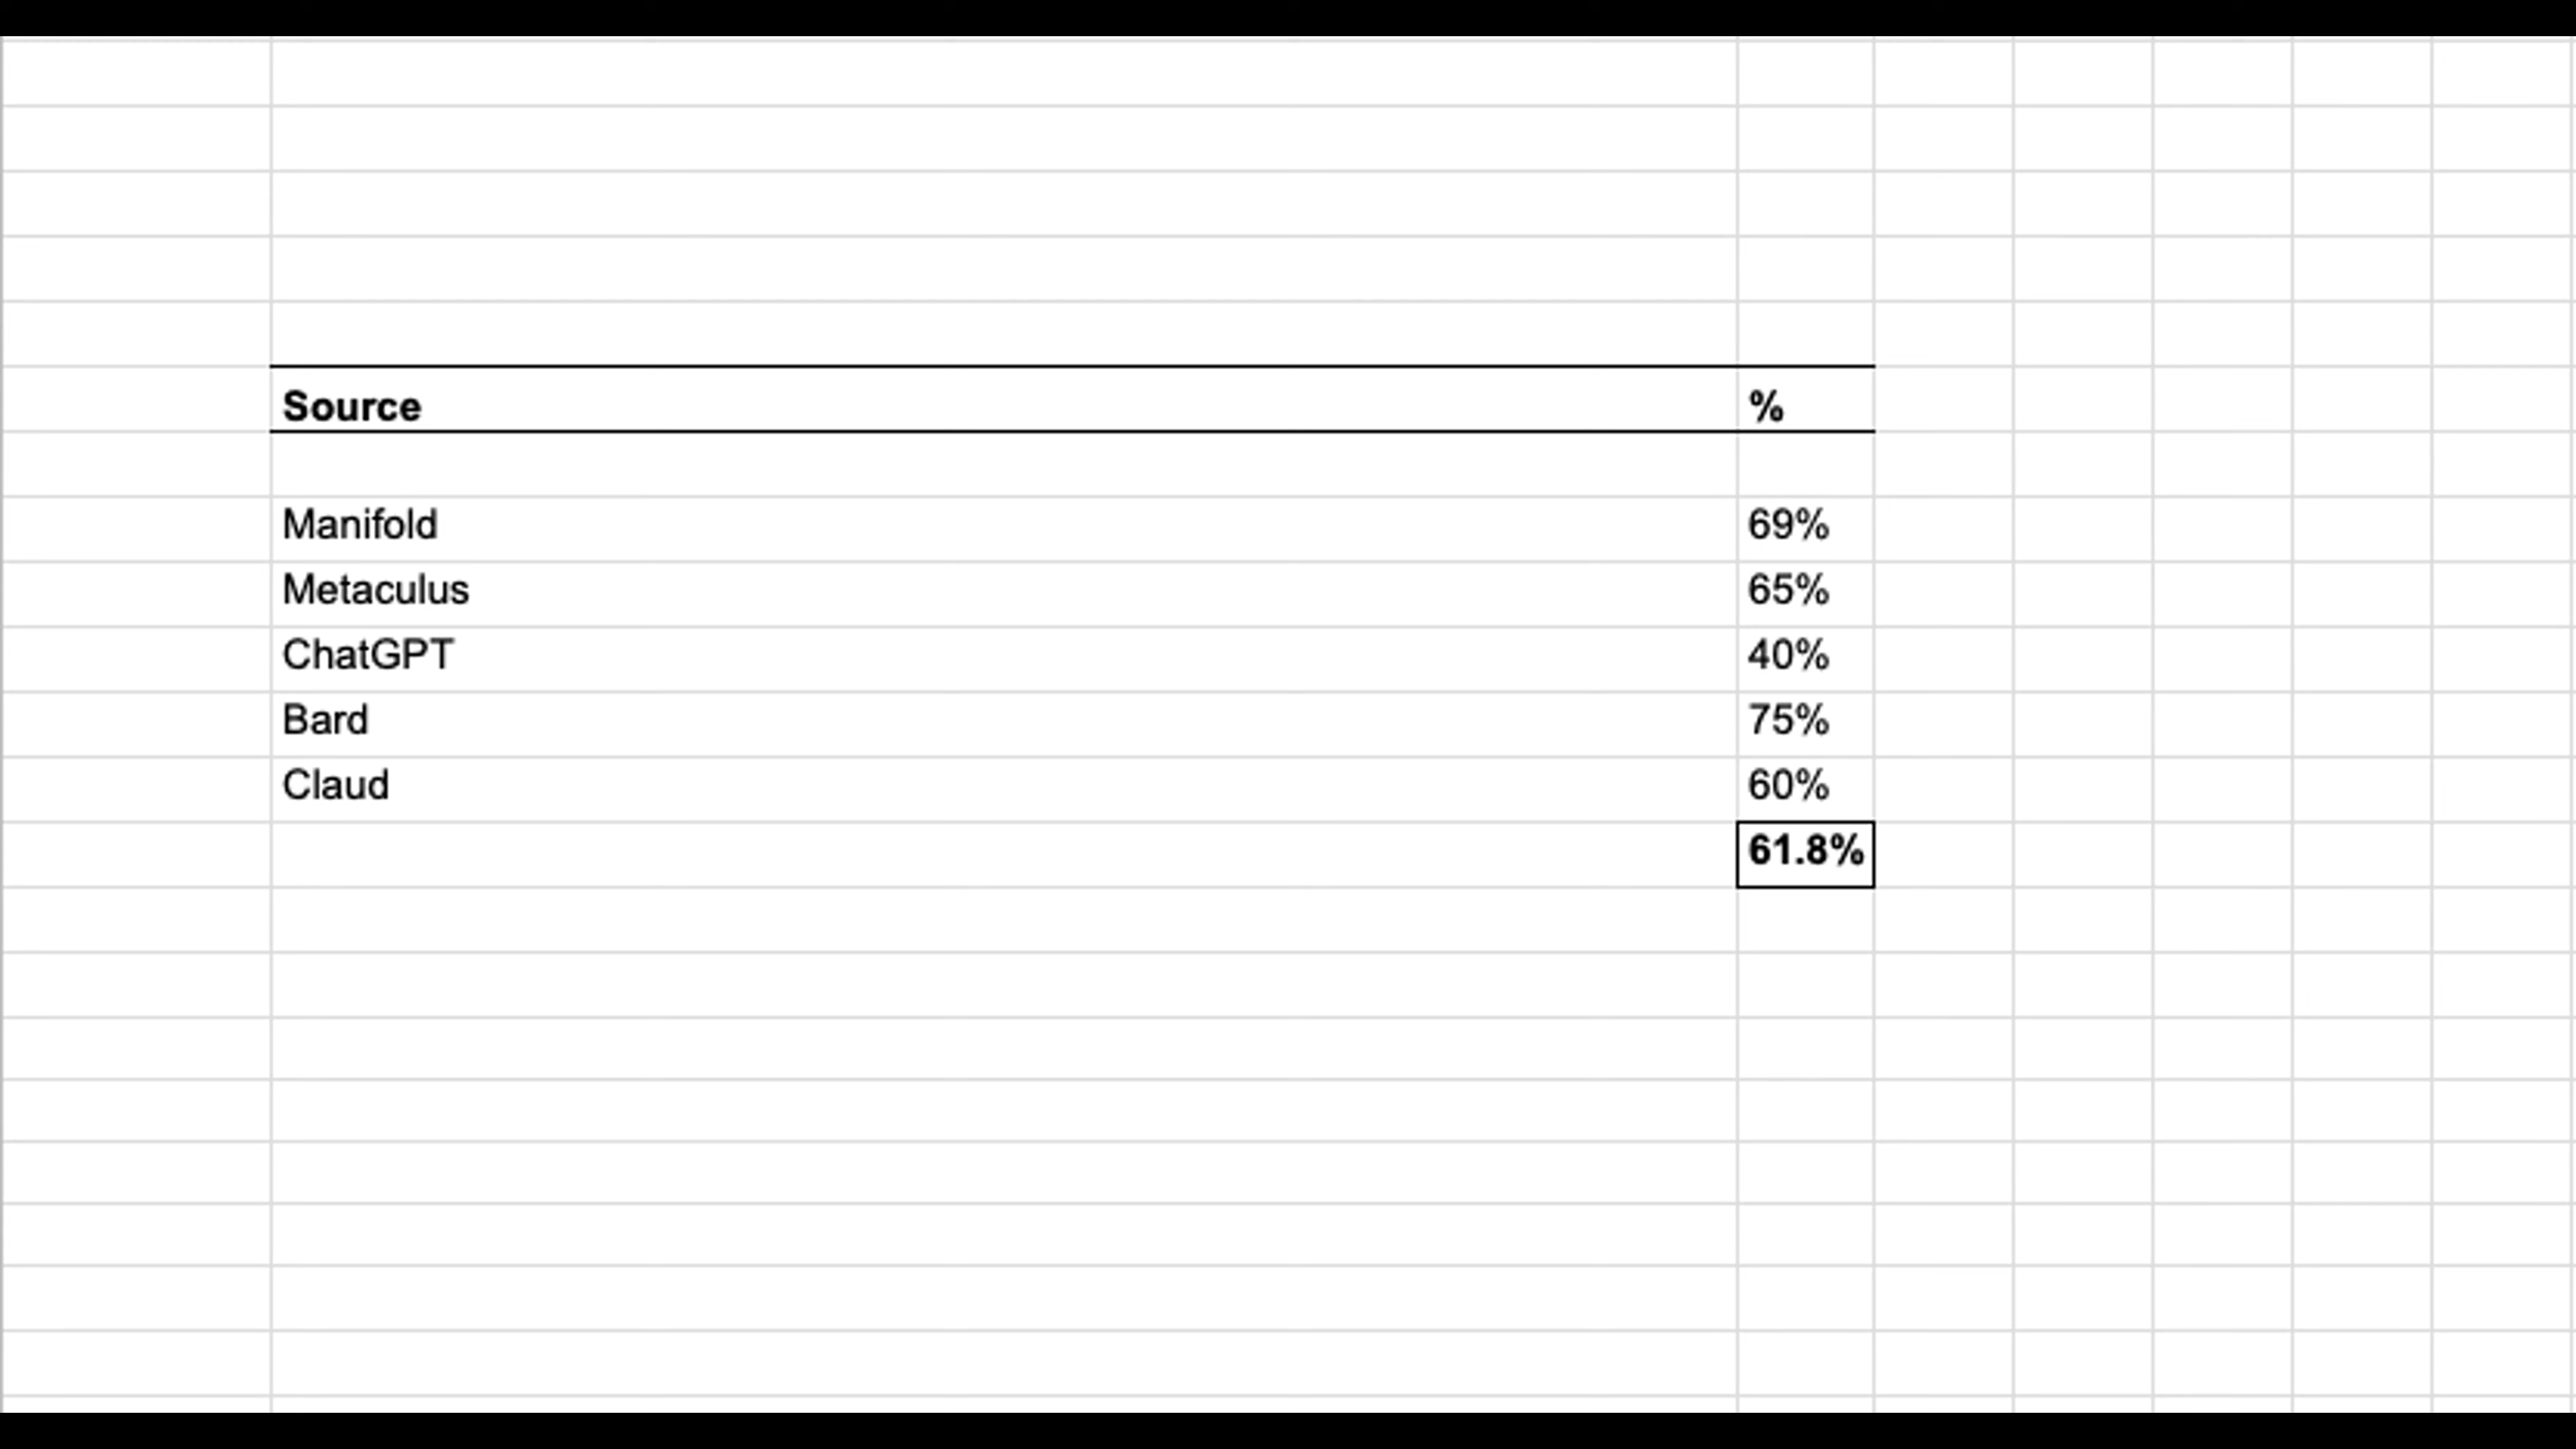 Source %
Manifold 69%
Metaculus 65%
ChatGPT 40%
Bard 75%
Claud 60%
61.8%